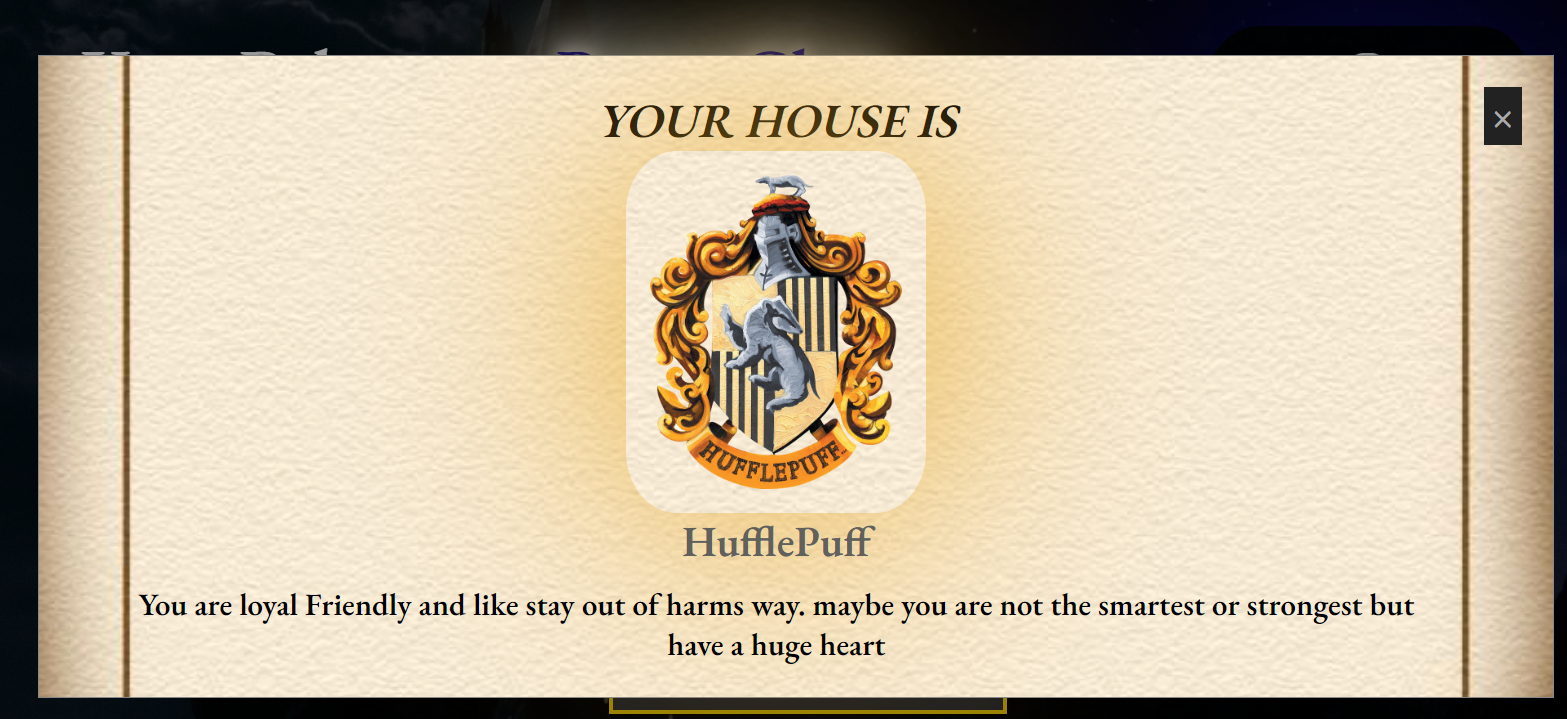 YOUR HOUSE IS
HUFFLEPUFF
HufflePuff
You are loyal Friendly and like stay out of harms way. maybe you are not the smartest or strongest but
have a huge heart